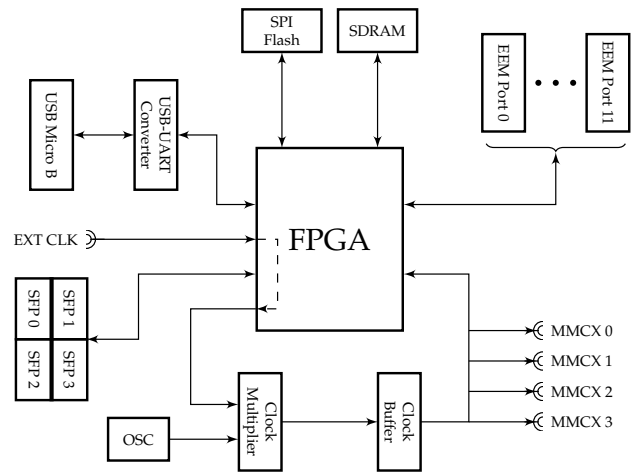 SPI
Flash
SDRAM
EEM Port 0
EEM Port 11
USB Micro B
USB-UART
Converter
FPGA
EXT CLK
SFP 0
SFP 1
SFP 2
SFP 3
MMCX 0
MMCX 1
MMCX 2
MMCX 3
Clock
Multiplier
Clock
Buffer
OSC